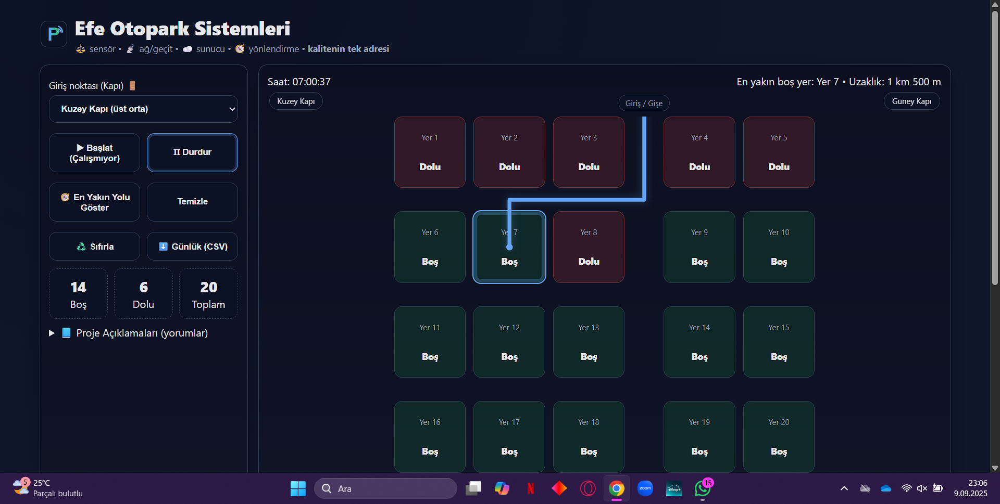 Efe Otopark Sistemleri
sensör • ağ/geçit • sunucu • yönlendirme • kalitenin tek adresi
Giriş noktası (Kapı)
Kuzey Kapı (üst orta)
▶ Başlat
(Çalışmıyor)
⏸ Durdur
En Yakın Yolu
Göster
Temizle
Sıfırla
Günlük (CSV)
14
Boş
6
Dolu
20
Toplam
▶ Proje Açıklamaları (yorumlar)
Saat: 07:00:37
En yakın boş yer: Yer 7 • Uzaklık: 1 km 500 m
Kuzey Kapı
Giriş / Gişe
Güney Kapı
Yer 1
Dolu
Yer 2
Dolu
Yer 3
Dolu
Yer 4
Dolu
Yer 5
Dolu
Yer 6
Boş
Yer 7
Boş
Yer 8
Dolu
Yer 9
Boş
Yer 10
Boş
Yer 11
Boş
Yer 12
Boş
Yer 13
Boş
Yer 14
Boş
Yer 15
Boş
Yer 16
Boş
Yer 17
Boş
Yer 18
Boş
Yer 19
Boş
Yer 20
Boş
5
25°C
Parçalı bulutlu
Ara
zoom
Disney+
15
23:06
9.09.2025